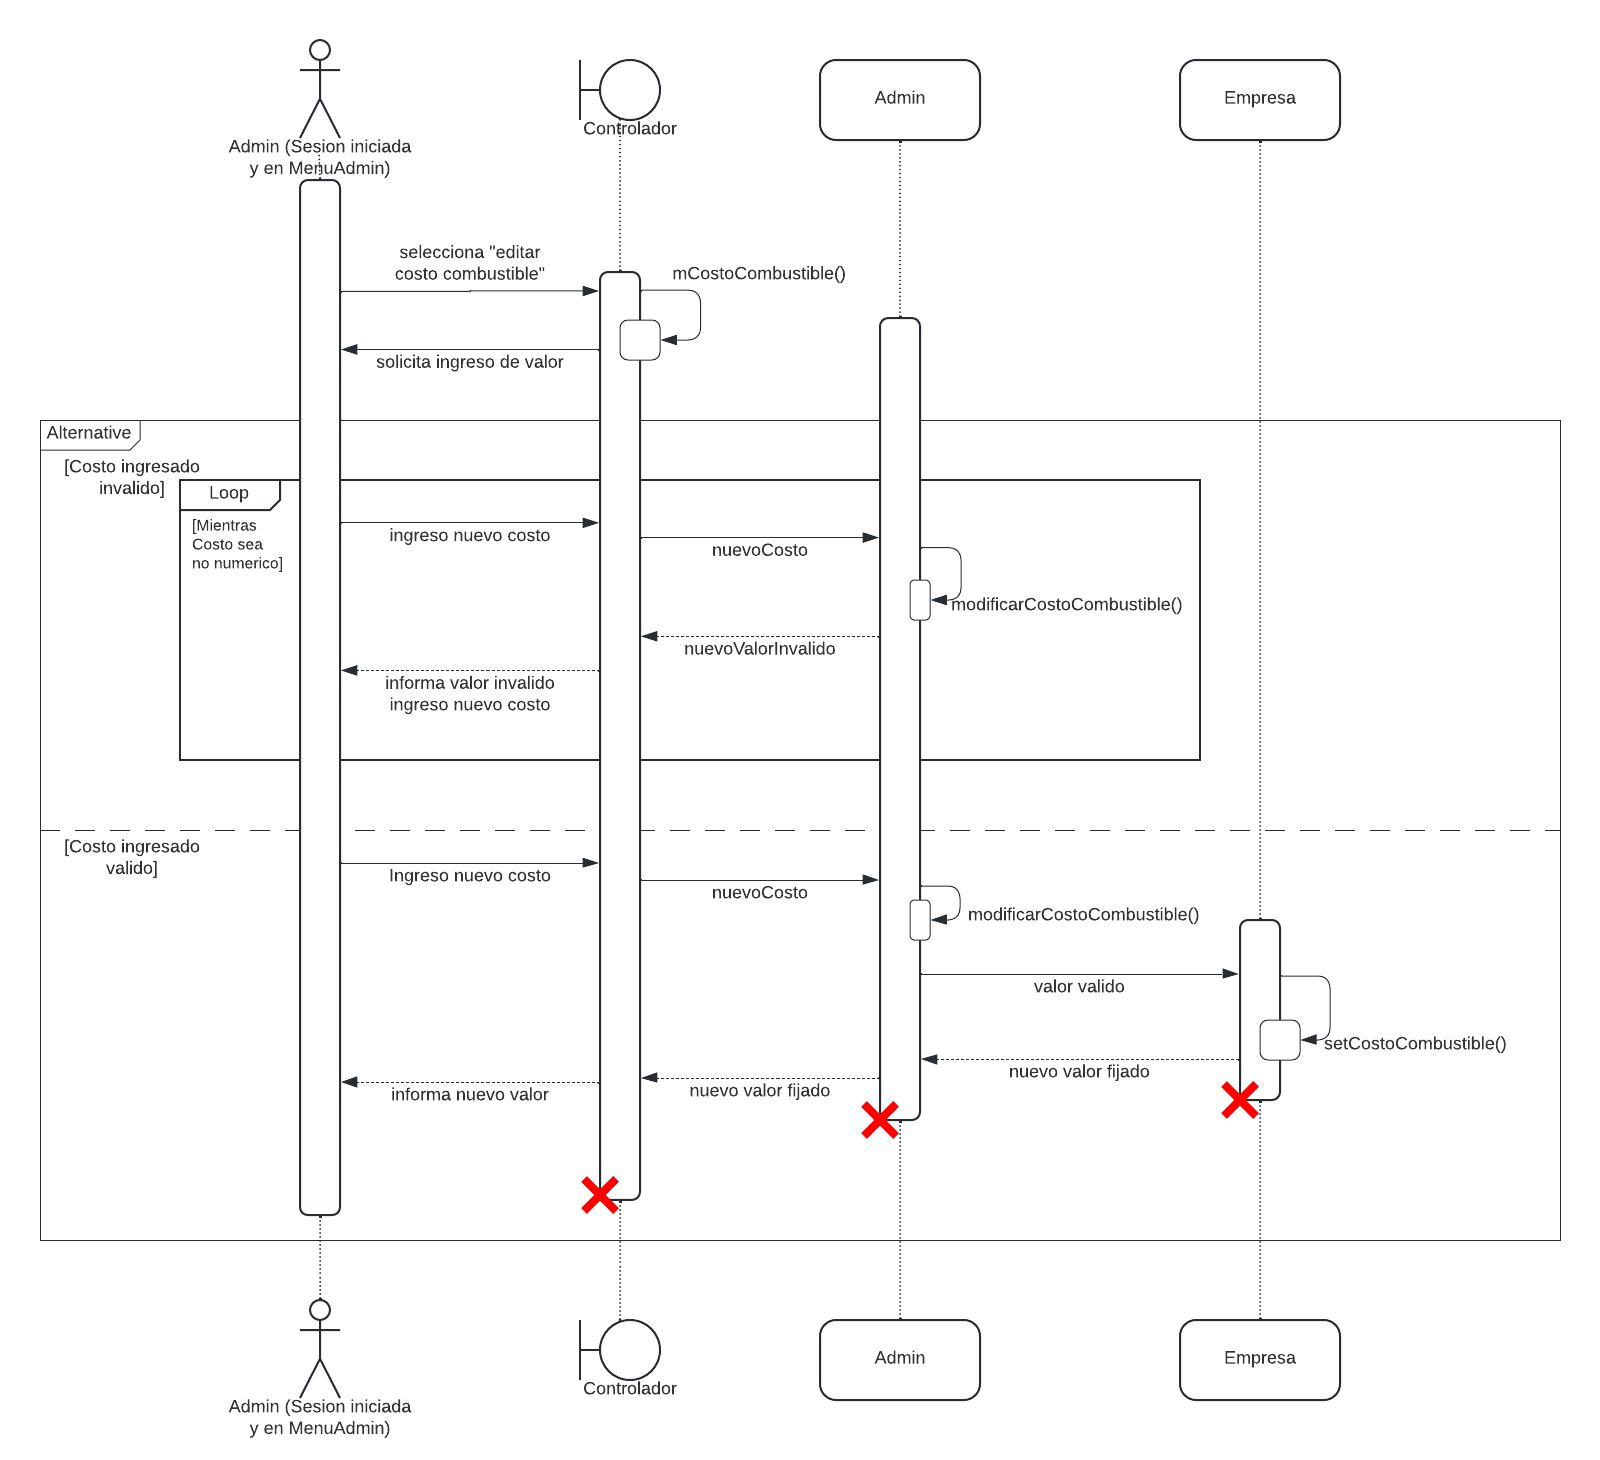 Admin (Sesion iniciada
y en MenuAdmin)
Controlador
Admin
Empresa
selecciona "editar
costo combustible"
mCostoCombustible()
solicita ingreso de valor
Alternative
[Costo ingresado
invalido]
Loop
[Mientras
Costo sea
no numerico]
ingreso nuevo costo
nuevoCosto
modificarCostoCombustible()
nuevoValorInvalido
informa valor invalido
ingreso nuevo costo
[Costo ingresado
valido]
Ingreso nuevo costo
nuevoCosto
modificarCostoCombustible()
valor valido
setCostoCombustible()
nuevo valor fijado
nuevo valor fijado
informa nuevo valor
Admin (Sesion iniciada
y en MenuAdmin)
Controlador
Admin
Empresa